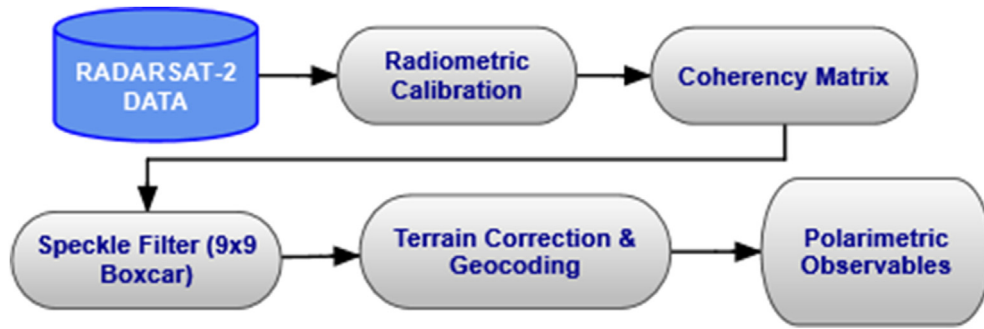 RADARSAT-2
DATA
Radiometric
Calibration
Coherency Matrix
Speckle Filter (9x9
Boxcar)
Terrain Correction &
Geocoding
Polarimetric
Observables